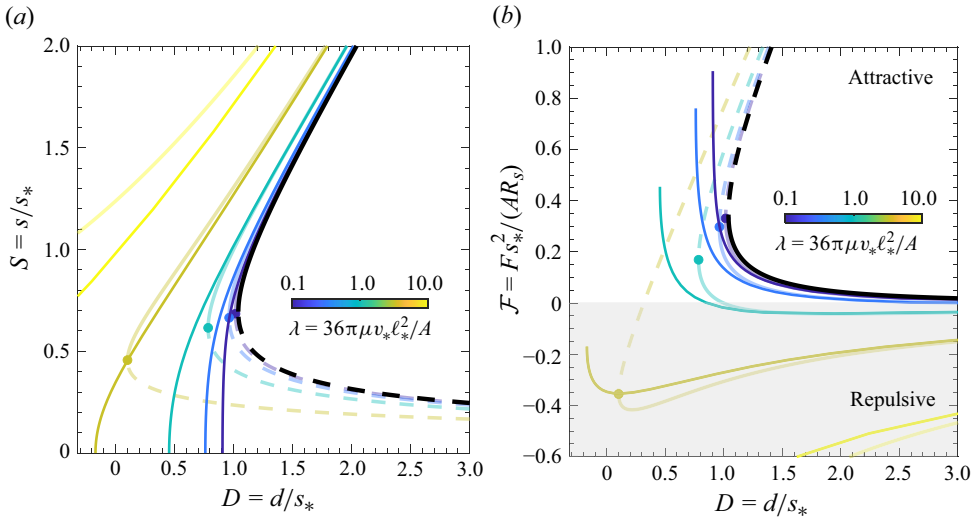 (a)
2.0
1.5
1.0
0.5
0
S = s/s*
0.1 1.0 10.0
λ = 36πμv*ℓ*²/A
0 0.5 1.0 1.5 2.0 2.5 3.0
D = d/s*
(b)
1.0
0.8
0.6
0.4
0.2
0
−0.2
−0.4
−0.6
ℱ = Fs*²/(ARₛ)
Attractive
0.1 1.0 10.0
λ = 36πμv*ℓ*²/A
Repulsive
0 0.5 1.0 1.5 2.0 2.5 3.0
D = d/s*